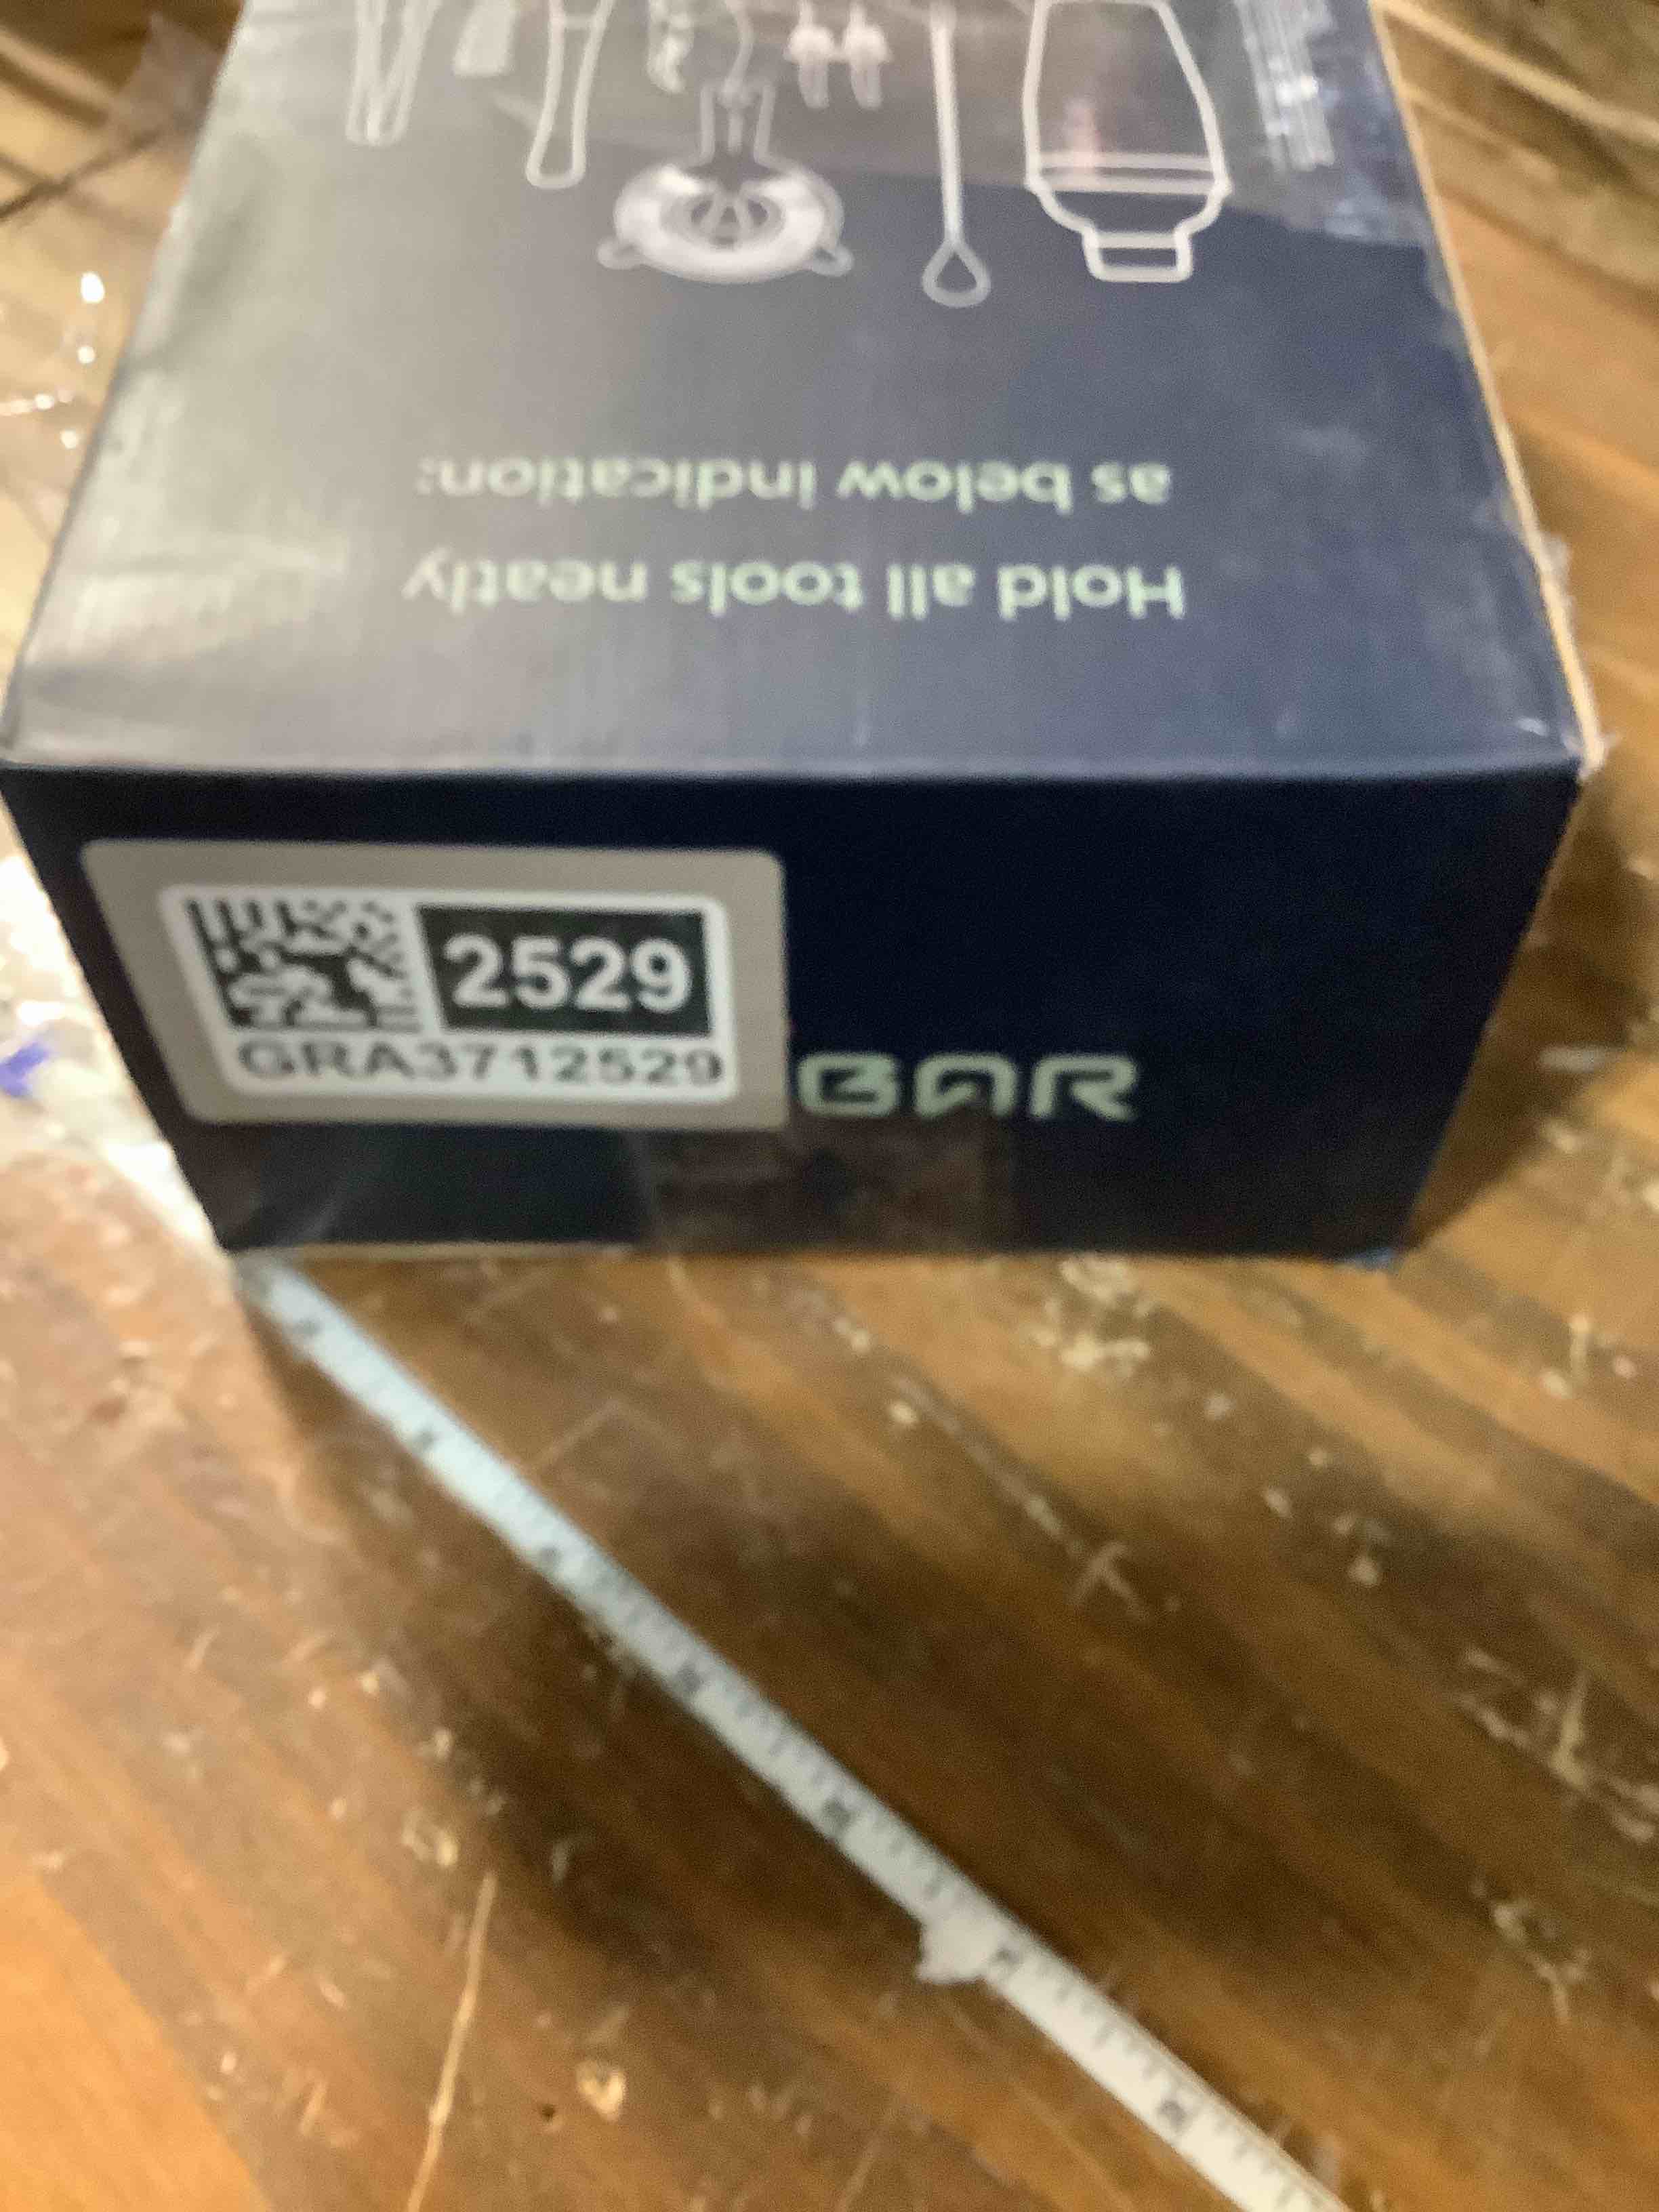 Hold all tools neatly
as below indication:
2529
GRA3712529
BAR